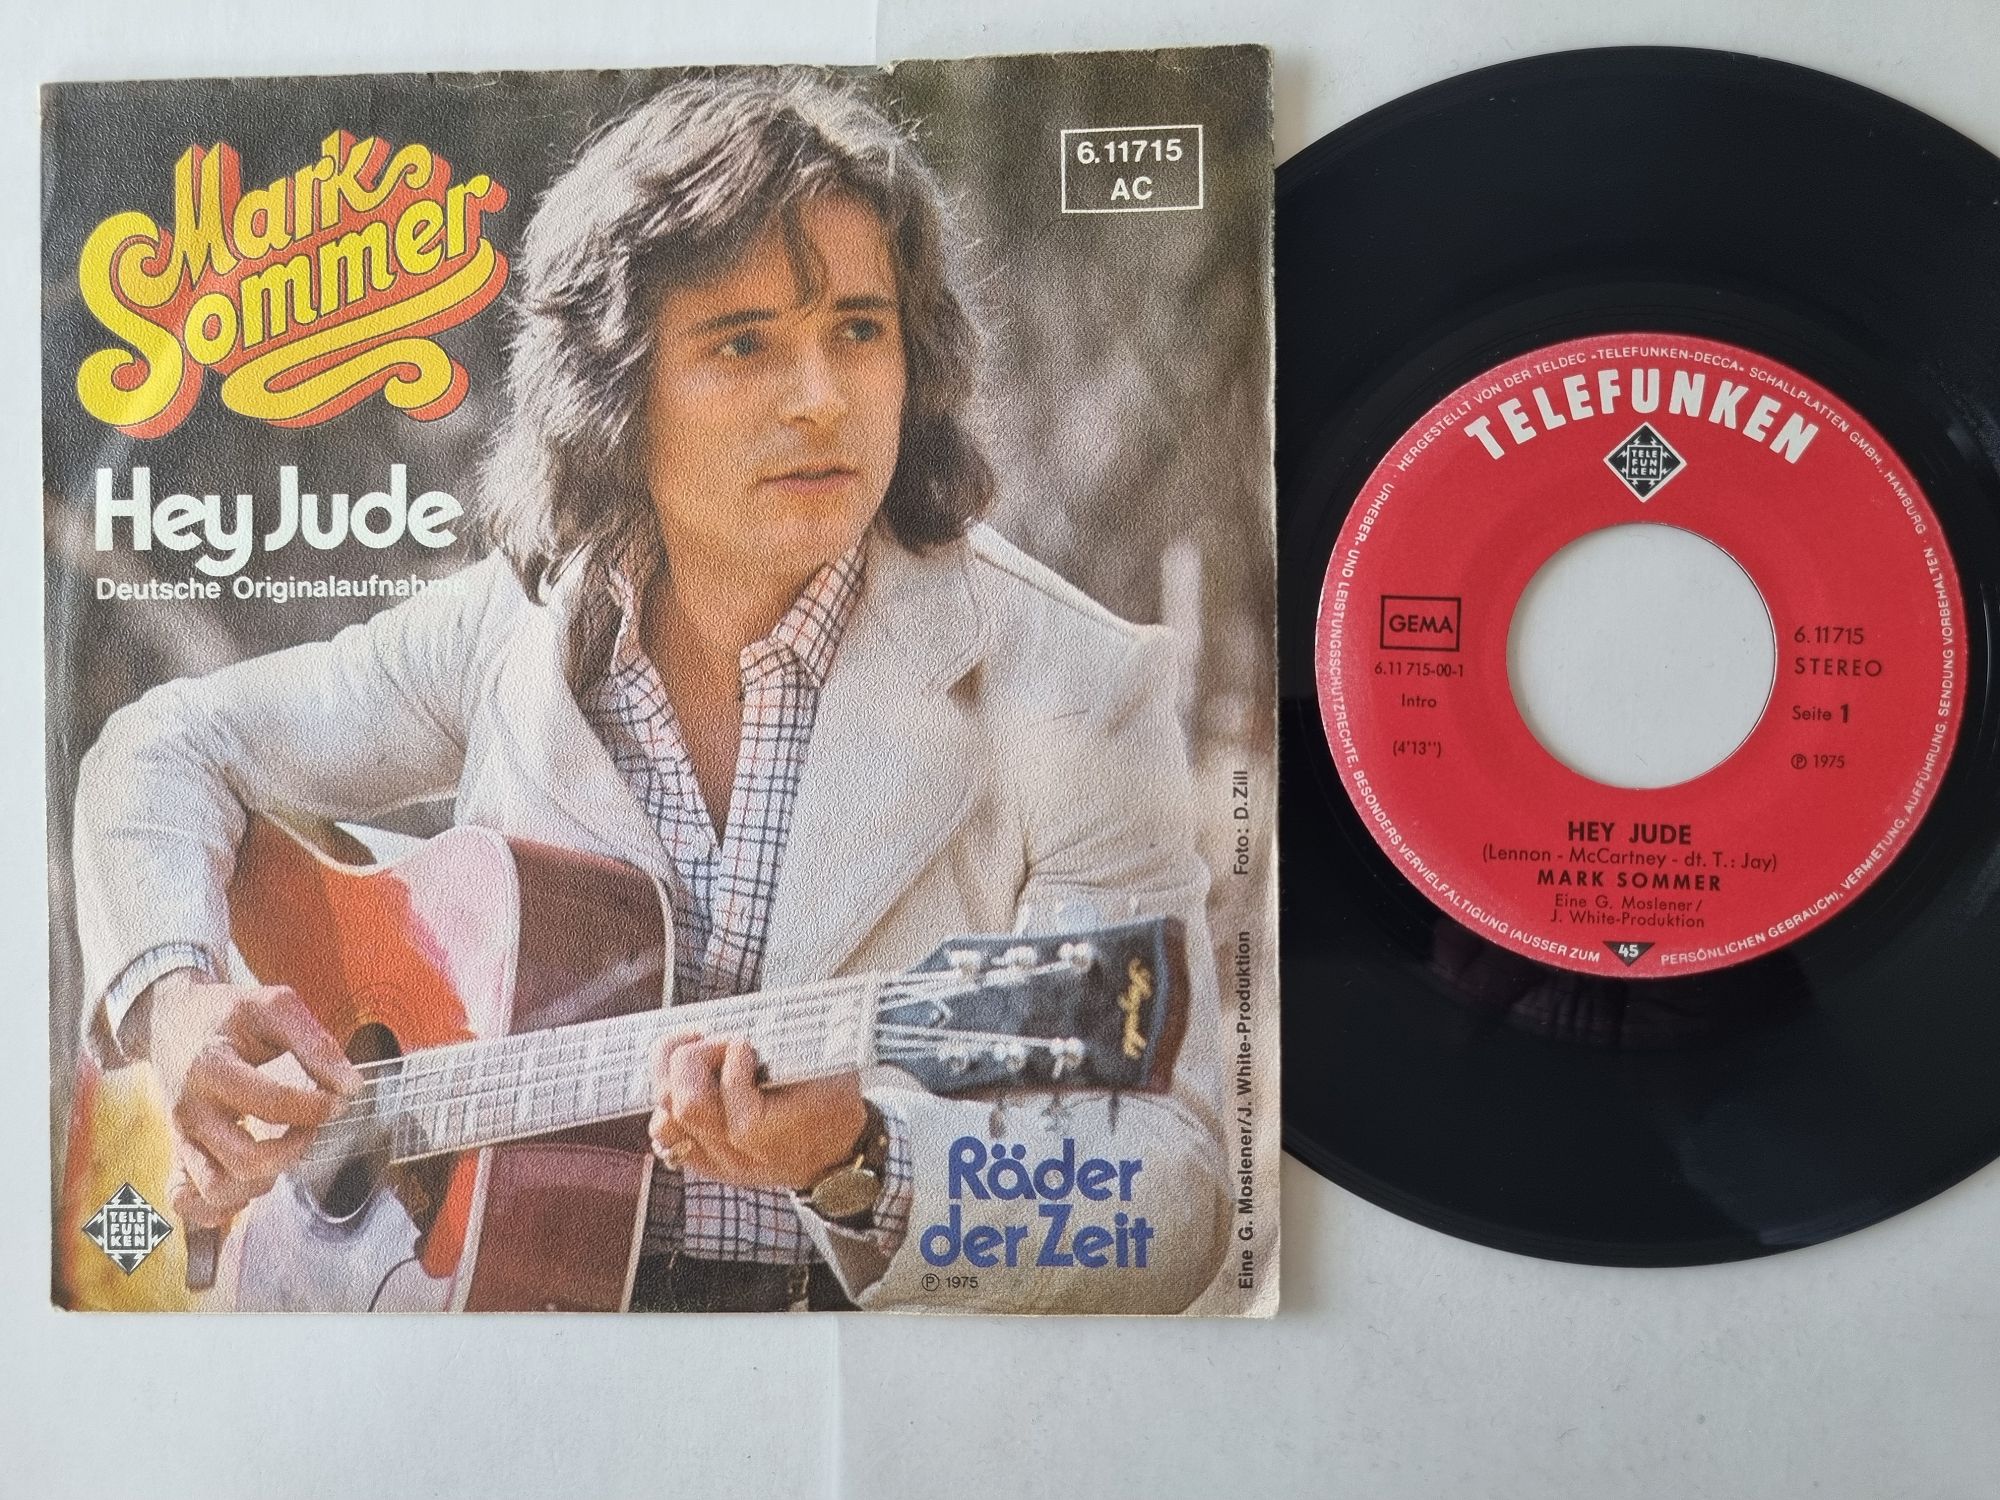 Mark
Sommer
Hey Jude
Deutsche Originalaufnahme
6.11715
AC
Foto: D.Zill
Eine G. Moslener/J. White-Produktion
Räder
der Zeit
Ⓟ 1975
TELE
FUN
KEN
HERGESTELLT VON DER TELDEC »TELEFUNKEN-DECCA« SCHALLPLATTEN GMBH., HAMBURG ·
URHEBER- UND LEISTUNGSSCHUTZRECHTE, BESONDERS VERVIELFÄLTIGUNG (AUSSER ZUM PERSÖNLICHEN GEBRAUCH), VERMIETUNG, AUFFÜHRUNG, SENDUNG VORBEHALTEN
TELEFUNKEN
TELE
FUN
KEN
GEMA
6.11 715-00-1
Intro
(4'13'')
6.11715
STEREO
Seite 1
Ⓟ 1975
HEY JUDE
(Lennon - McCartney - dt. T.: Jay)
MARK SOMMER
Eine G. Moslener/
J. White-Produktion
45